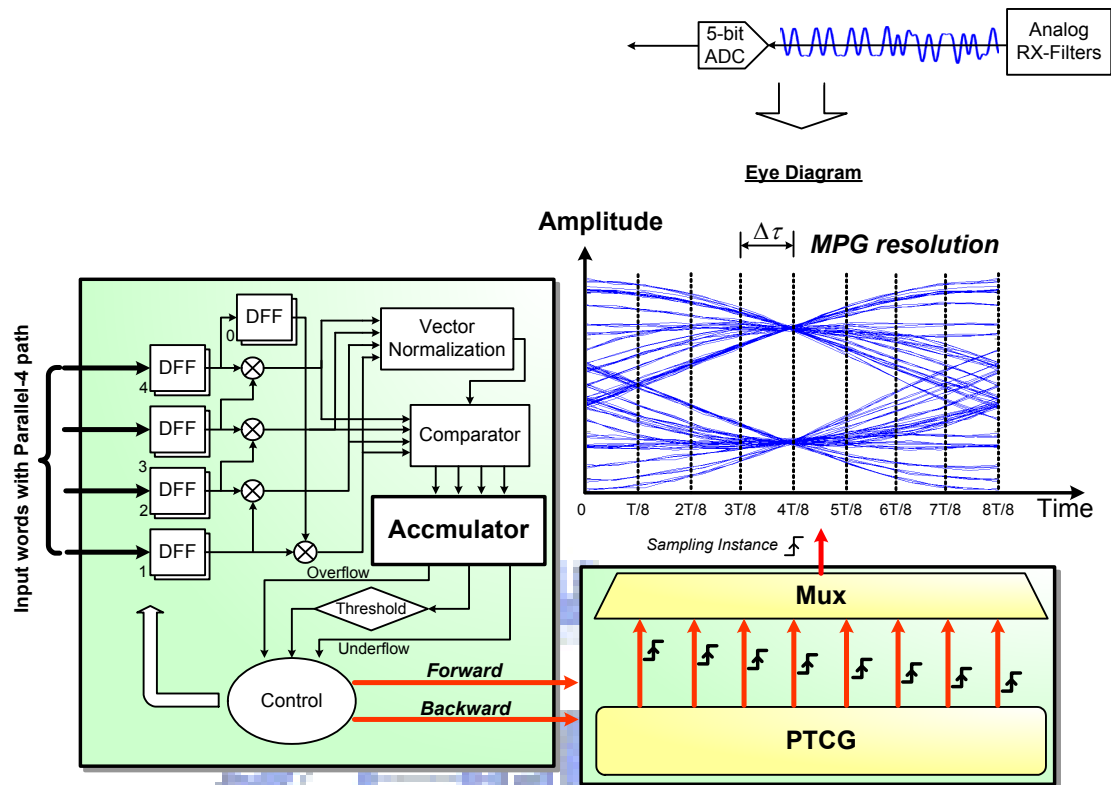 5-bit
ADC
Analog
RX-Filters
Eye Diagram
Amplitude
Δτ
MPG resolution
Input words with Parallel-4 path
DFF
0
DFF
4
DFF
3
DFF
2
DFF
1
Vector
Normalization
Comparator
Accmulator
Overflow
Threshold
Underflow
Control
Forward
Backward
0
T/8
2T/8
3T/8
4T/8
5T/8
6T/8
7T/8
8T/8
Time
Sampling Instance
Mux
PTCG